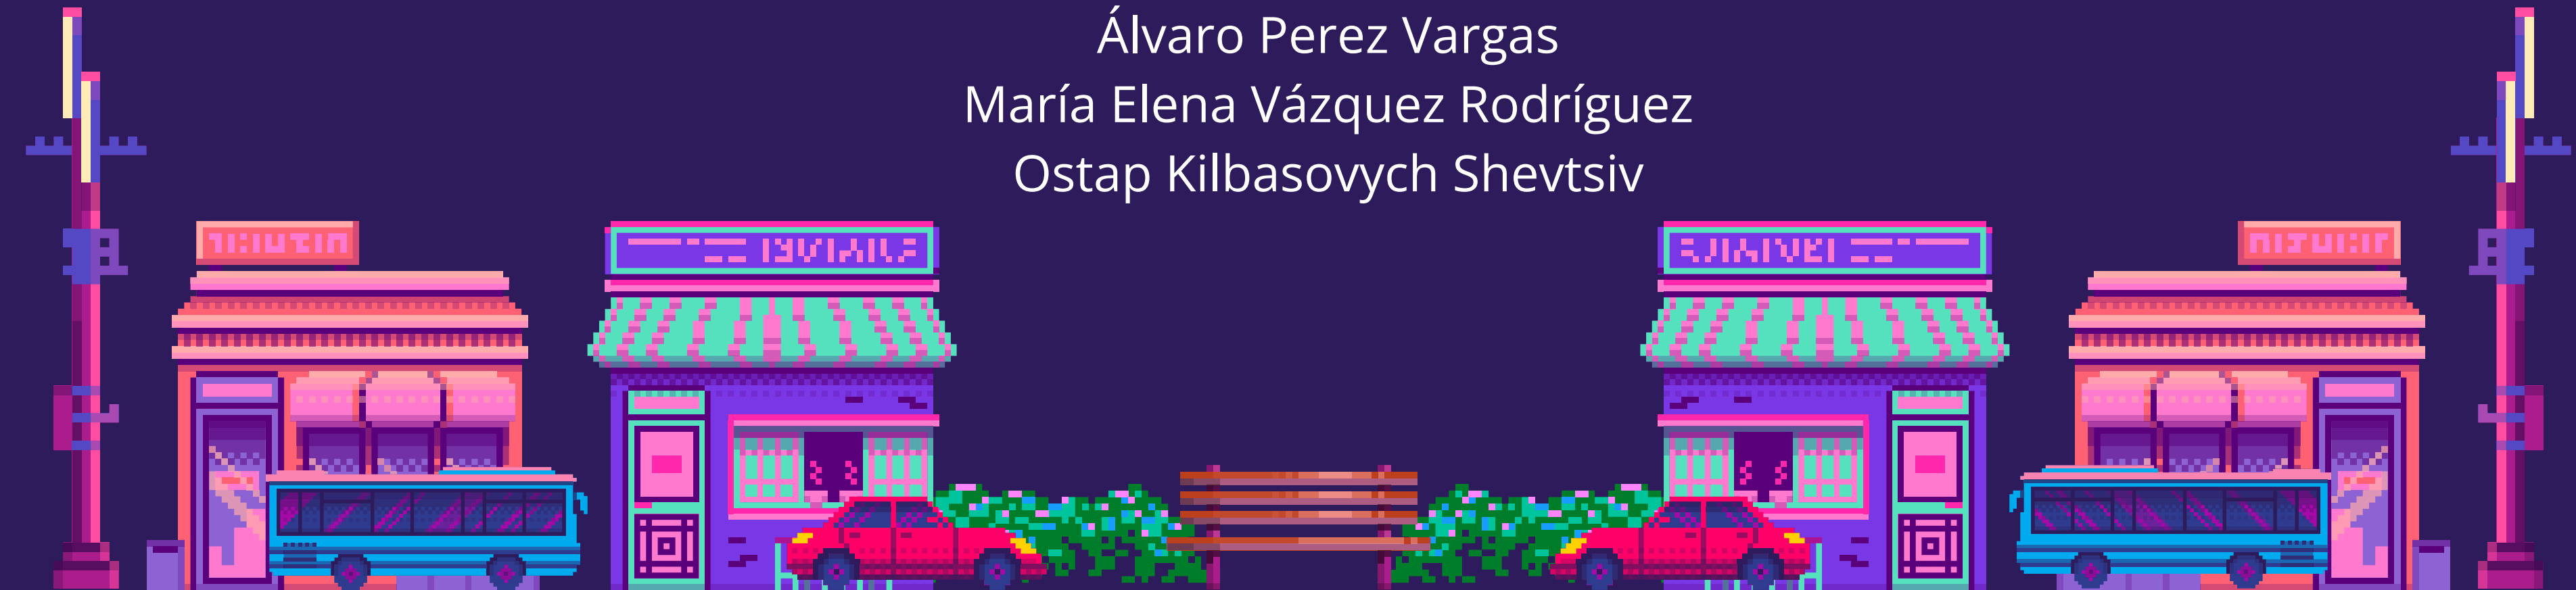 Álvaro Perez Vargas
María Elena Vázquez Rodríguez
Ostap Kilbasovych Shevtsiv